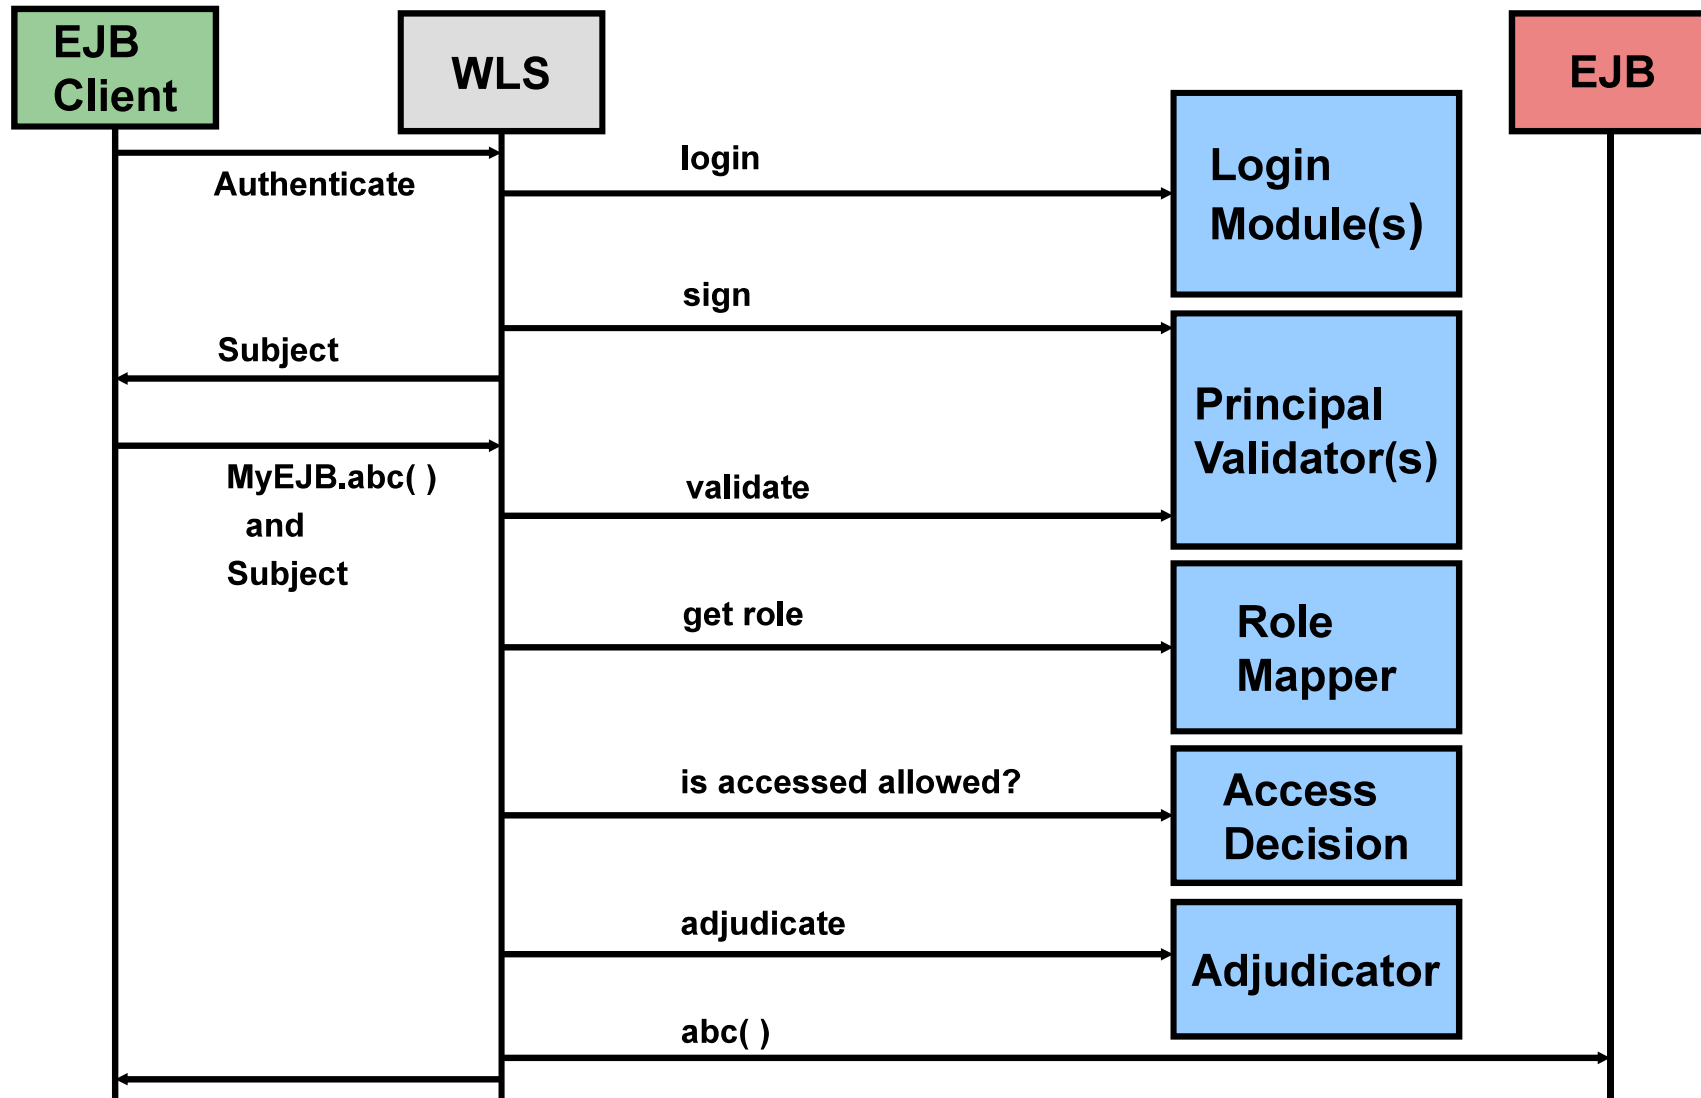 EJB
Client
WLS
EJB
Authenticate
login
Login
Module(s)
sign
Subject
Principal
Validator(s)
MyEJB.abc( )
and
Subject
validate
get role
Role
Mapper
is accessed allowed?
Access
Decision
adjudicate
Adjudicator
abc( )